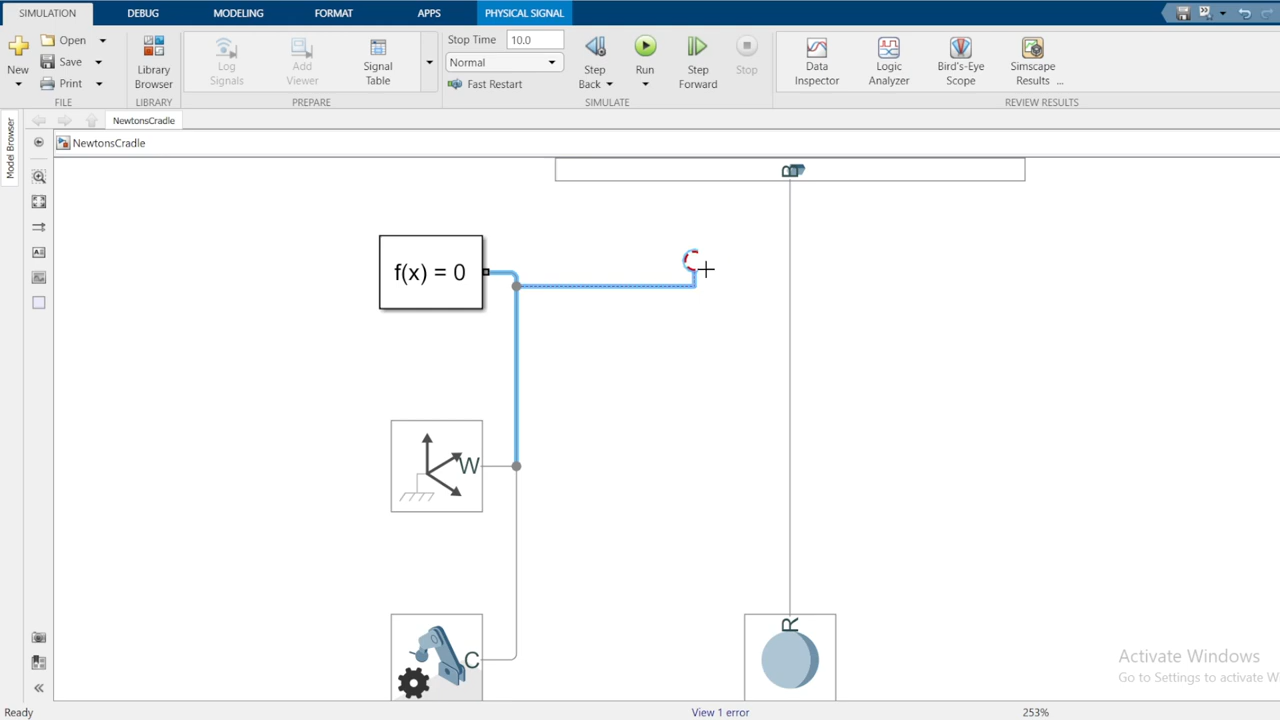 SIMULATION
DEBUG
MODELING
FORMAT
APPS
PHYSICAL SIGNAL
New
Open
Save
Print
FILE
Library Browser
LIBRARY
Log Signals
Add Viewer
Signal Table
PREPARE
Stop Time 10.0
Normal
Fast Restart
Step Back
Run
Step Forward
Stop
SIMULATE
Data Inspector
Logic Analyzer
Bird's-Eye Scope
Simscape Results ...
REVIEW RESULTS
Model Browser
NewtonsCradle
NewtonsCradle
B
f(x) = 0
W
C
R
Activate Windows
Go to Settings to activate W
Ready
View 1 error
253%